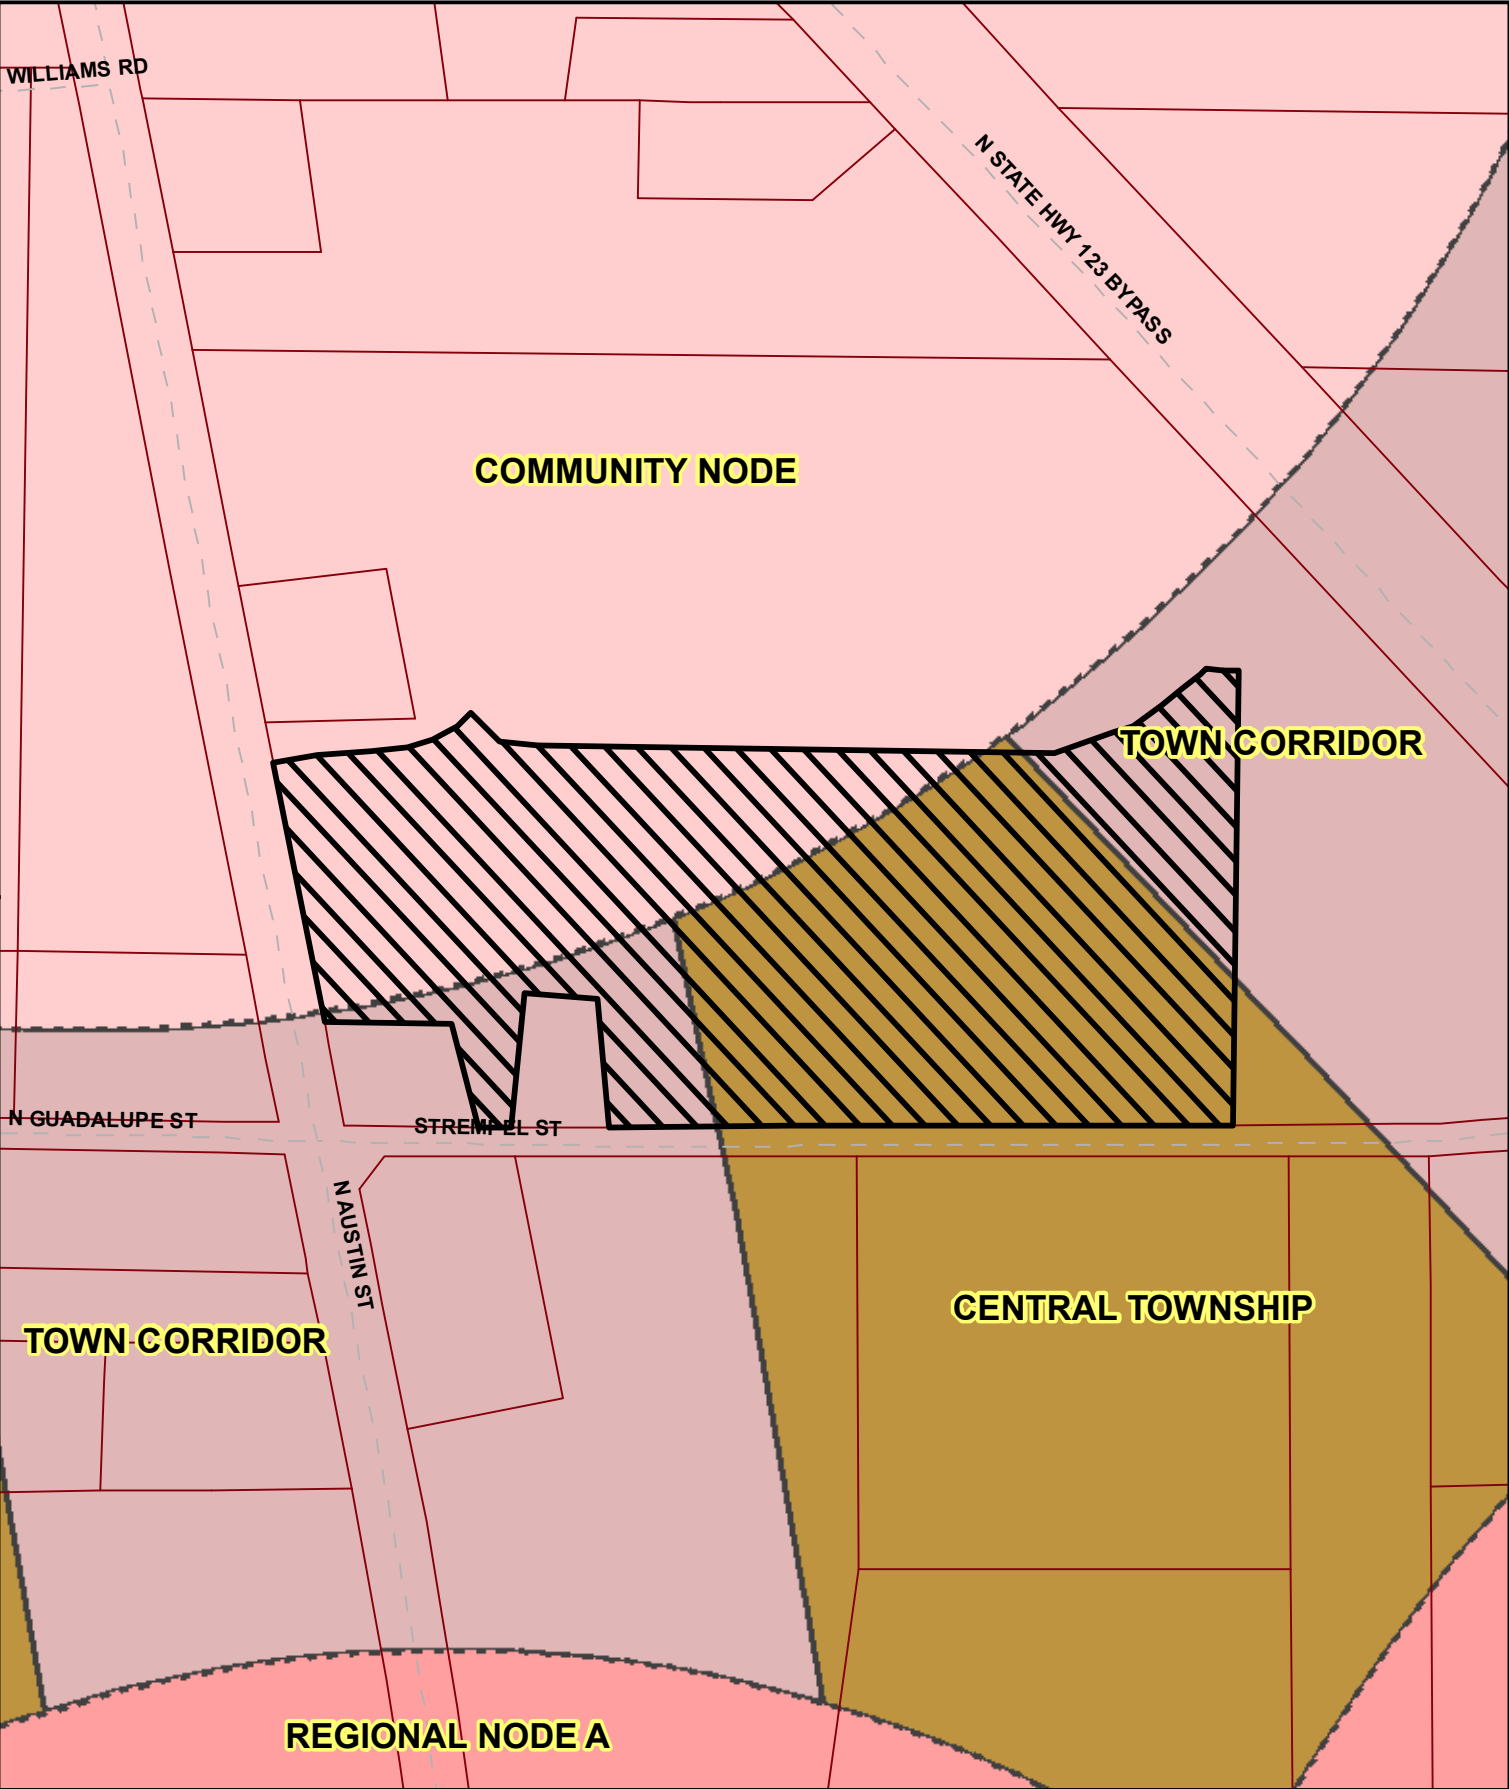 WILLIAMS RD
N STATE HWY 123 BYPASS
COMMUNITY NODE
TOWN CORRIDOR
N GUADALUPE ST
STREMPEL ST
N AUSTIN ST
CENTRAL TOWNSHIP
TOWN CORRIDOR
REGIONAL NODE A